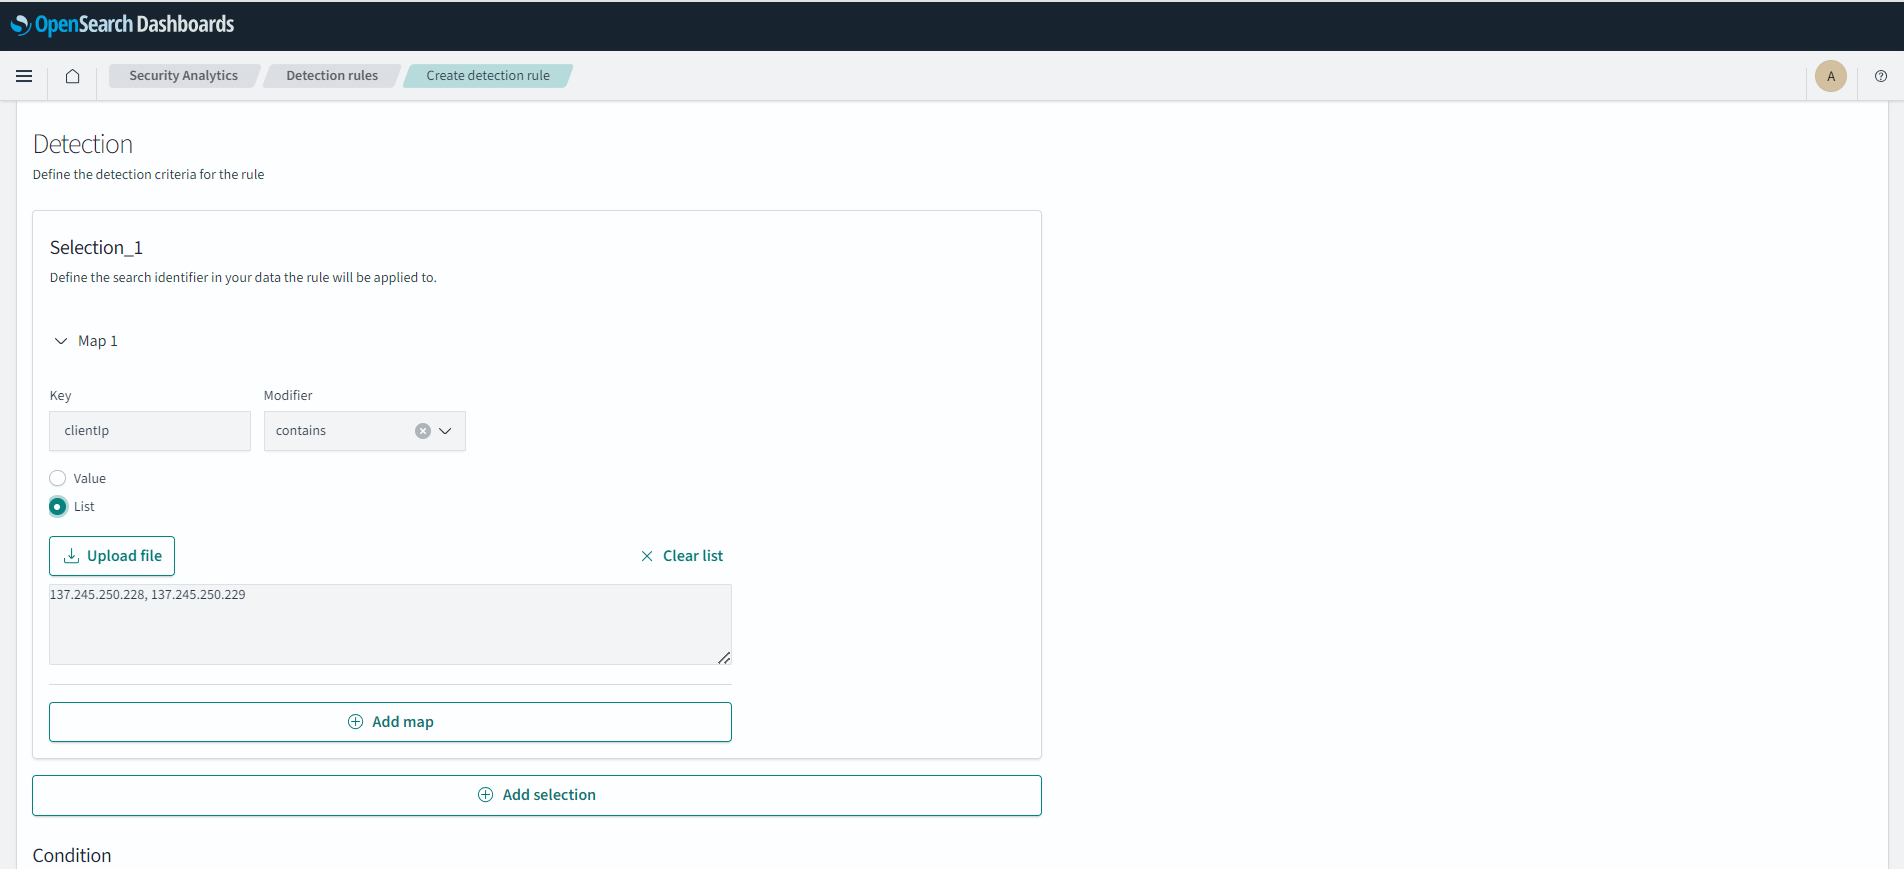 OpenSearch Dashboards
Security Analytics
Detection rules
Create detection rule
A
Detection
Define the detection criteria for the rule
Selection_1
Define the search identifier in your data the rule will be applied to.
Map 1
Key
Modifier
clientIp
contains
Value
List
Upload file
Clear list
137.245.250.228, 137.245.250.229
Add map
Add selection
Condition